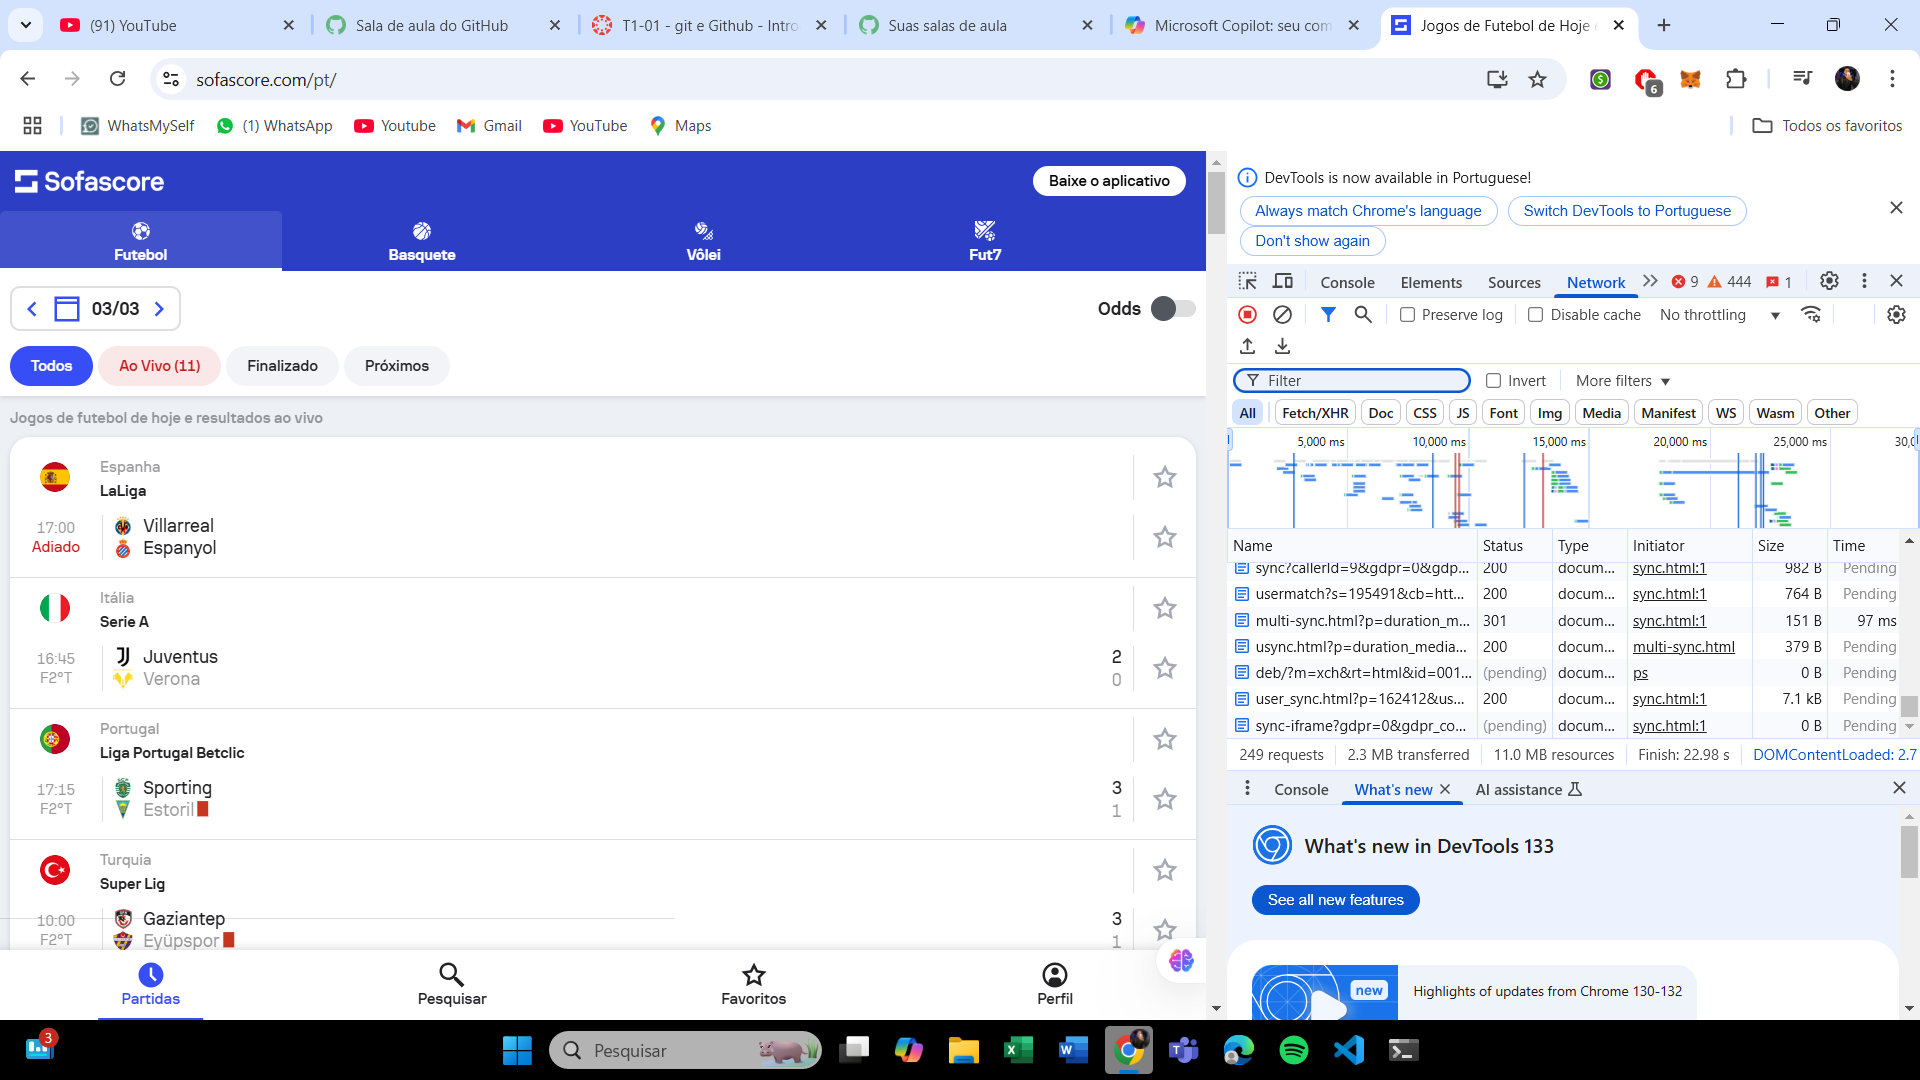 (91) YouTube
Sala de aula do GitHub
T1-01 - git e Github - Intro
Suas salas de aula
Microsoft Copilot: seu com
Jogos de Futebol de Hoje
sofascore.com/pt/
6
WhatsMySelf
(1) WhatsApp
Youtube
Gmail
YouTube
Maps
Todos os favoritos
Sofascore
Baixe o aplicativo
Futebol
Basquete
Vôlei
Fut7
03/03
Odds
Todos
Ao Vivo (11)
Finalizado
Próximos
Jogos de futebol de hoje e resultados ao vivo
Espanha
LaLiga
17:00
Adiado
Villarreal
Espanyol
Itália
Serie A
16:45
F2°T
Juventus
Verona
2
0
Portugal
Liga Portugal Betclic
17:15
F2°T
Sporting
Estoril
3
1
Turquia
Super Lig
10:00
F2°T
Gaziantep
Eyüpspor
3
1
Partidas
Pesquisar
Favoritos
Perfil
DevTools is now available in Portuguese!
Always match Chrome's language
Switch DevTools to Portuguese
Don't show again
Console
Elements
Sources
Network
9
444
1
Preserve log
Disable cache
No throttling
Filter
Invert
More filters
All
Fetch/XHR
Doc
CSS
JS
Font
Img
Media
Manifest
WS
Wasm
Other
5,000 ms
10,000 ms
15,000 ms
20,000 ms
25,000 ms
30,0
Name Status Type Initiator Size Time
sync?callerId=9&gdpr=0&gdp... 200 docum... sync.html:1 982 B Pending
usermatch?s=195491&cb=htt... 200 docum... sync.html:1 764 B Pending
multi-sync.html?p=duration_m... 301 docum... sync.html:1 151 B 97 ms
usync.html?p=duration_media... 200 docum... multi-sync.html 379 B Pending
deb/?m=xch&rt=html&id=001... (pending) docum... ps 0 B Pending
user_sync.html?p=162412&us... 200 docum... sync.html:1 7.1 kB Pending
sync-iframe?gdpr=0&gdpr_co... (pending) docum... sync.html:1 0 B Pending
249 requests
2.3 MB transferred
11.0 MB resources
Finish: 22.98 s
DOMContentLoaded: 2.7
Console
What's new
AI assistance
What's new in DevTools 133
See all new features
new
Highlights of updates from Chrome 130-132
3
Pesquisar